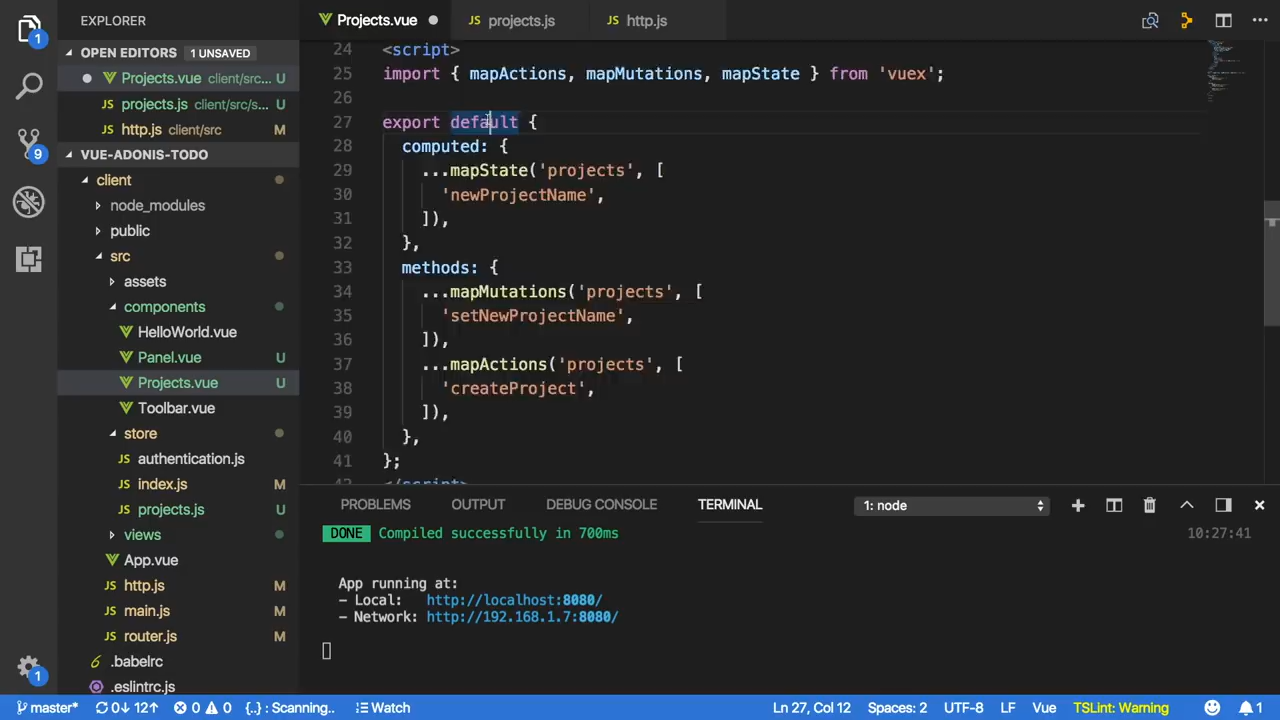 EXPLORER
Projects.vue
projects.js
http.js
OPEN EDITORS 1 UNSAVED
Projects.vue client/src... U
projects.js client/src/s... U
http.js client/src M
VUE-ADONIS-TODO
client
node_modules
public
src
assets
components
HelloWorld.vue
Panel.vue U
Projects.vue U
Toolbar.vue
store
authentication.js
index.js
projects.js U
views
App.vue
http.js M
main.js M
router.js M
.babelrc
.eslintrc.js
1
9
1
24 <script>
25 import { mapActions, mapMutations, mapState } from 'vuex';
26
27 export default {
28 computed: {
29 ...mapState('projects', [
30 'newProjectName',
31 ]),
32 },
33 methods: {
34 ...mapMutations('projects', [
35 'setNewProjectName',
36 ]),
37 ...mapActions('projects', [
38 'createProject',
39 ]),
40 },
41 };
42 </script>
PROBLEMS OUTPUT DEBUG CONSOLE TERMINAL 1: node
DONE Compiled successfully in 700ms 10:27:41
App running at:
- Local: http://localhost:8080/
- Network: http://192.168.1.7:8080/
master* 0↓ 12↑ 0 0 {..} : Scanning.. Watch Ln 27, Col 12 Spaces: 2 UTF-8 LF Vue TSLint: Warning 1